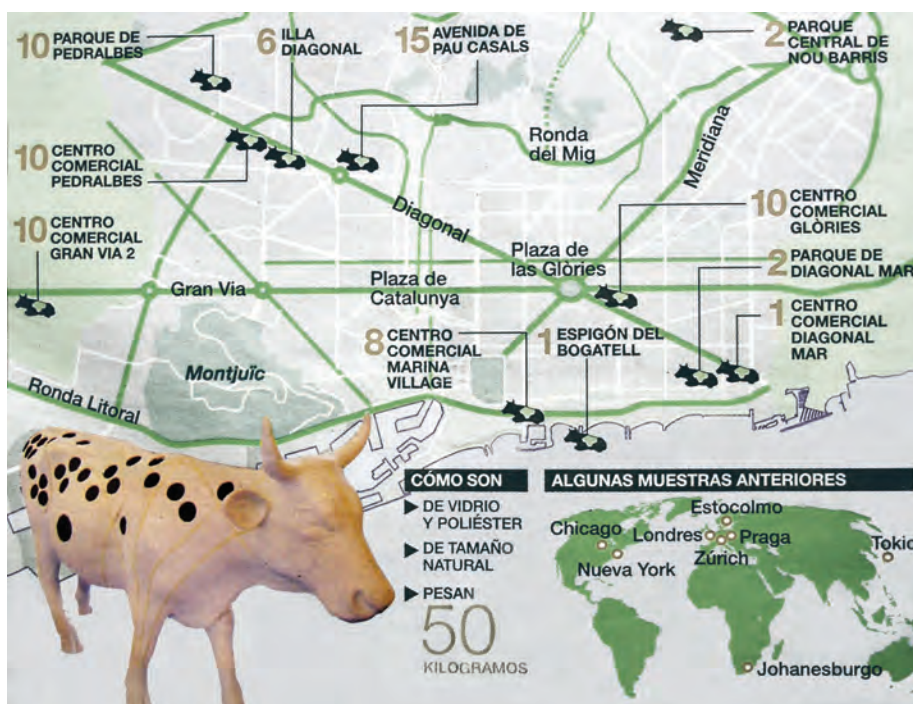 10 PARQUE DE
PEDRALBES
6 ILLA
DIAGONAL
15 AVENIDA DE
PAU CASALS
2 PARQUE
CENTRAL DE
NOU BARRIS
Ronda
del Mig
Meridiana
10 CENTRO
COMERCIAL
PEDRALBES
Diagonal
10 CENTRO
COMERCIAL
GLÒRIES
10 CENTRO
COMERCIAL
GRAN VIA 2
Plaza de
las Glòries
2 PARQUE DE
DIAGONAL MAR
Gran Via
Plaza de
Catalunya
1 CENTRO
COMERCIAL
DIAGONAL
MAR
8 CENTRO
COMERCIAL
MARINA
VILLAGE
1 ESPIGÓN DEL
BOGATELL
Montjuïc
Ronda Litoral
CÓMO SON
DE VIDRIO
Y POLIÉSTER
DE TAMAÑO
NATURAL
PESAN
50
KILOGRAMOS
ALGUNAS MUESTRAS ANTERIORES
Estocolmo
Chicago
Londres
Praga
Tokio
Nueva York
Zúrich
Johanesburgo